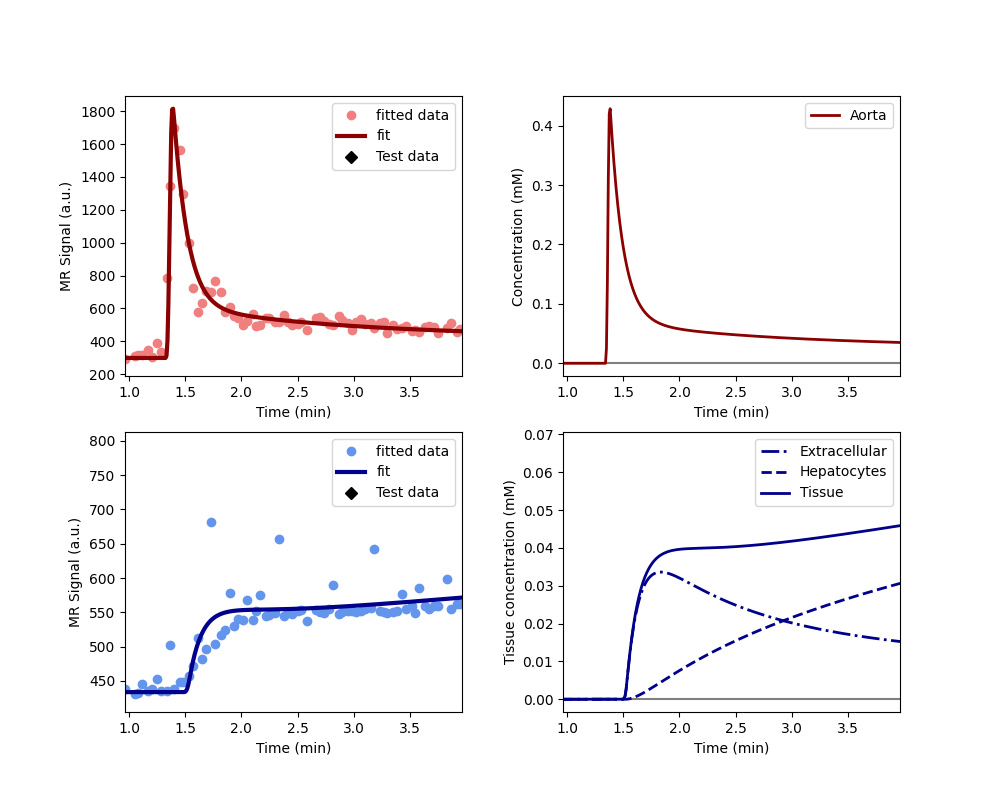 MR Signal (a.u.)
1800
1600
1400
1200
1000
800
600
400
200
1.0 1.5 2.0 2.5 3.0 3.5
Time (min)
fitted data
fit
Test data
Concentration (mM)
0.4
0.3
0.2
0.1
0.0
1.0 1.5 2.0 2.5 3.0 3.5
Time (min)
Aorta
MR Signal (a.u.)
800
750
700
650
600
550
500
450
1.0 1.5 2.0 2.5 3.0 3.5
Time (min)
fitted data
fit
Test data
Tissue concentration (mM)
0.07
0.06
0.05
0.04
0.03
0.02
0.01
0.00
1.0 1.5 2.0 2.5 3.0 3.5
Time (min)
Extracellular
Hepatocytes
Tissue